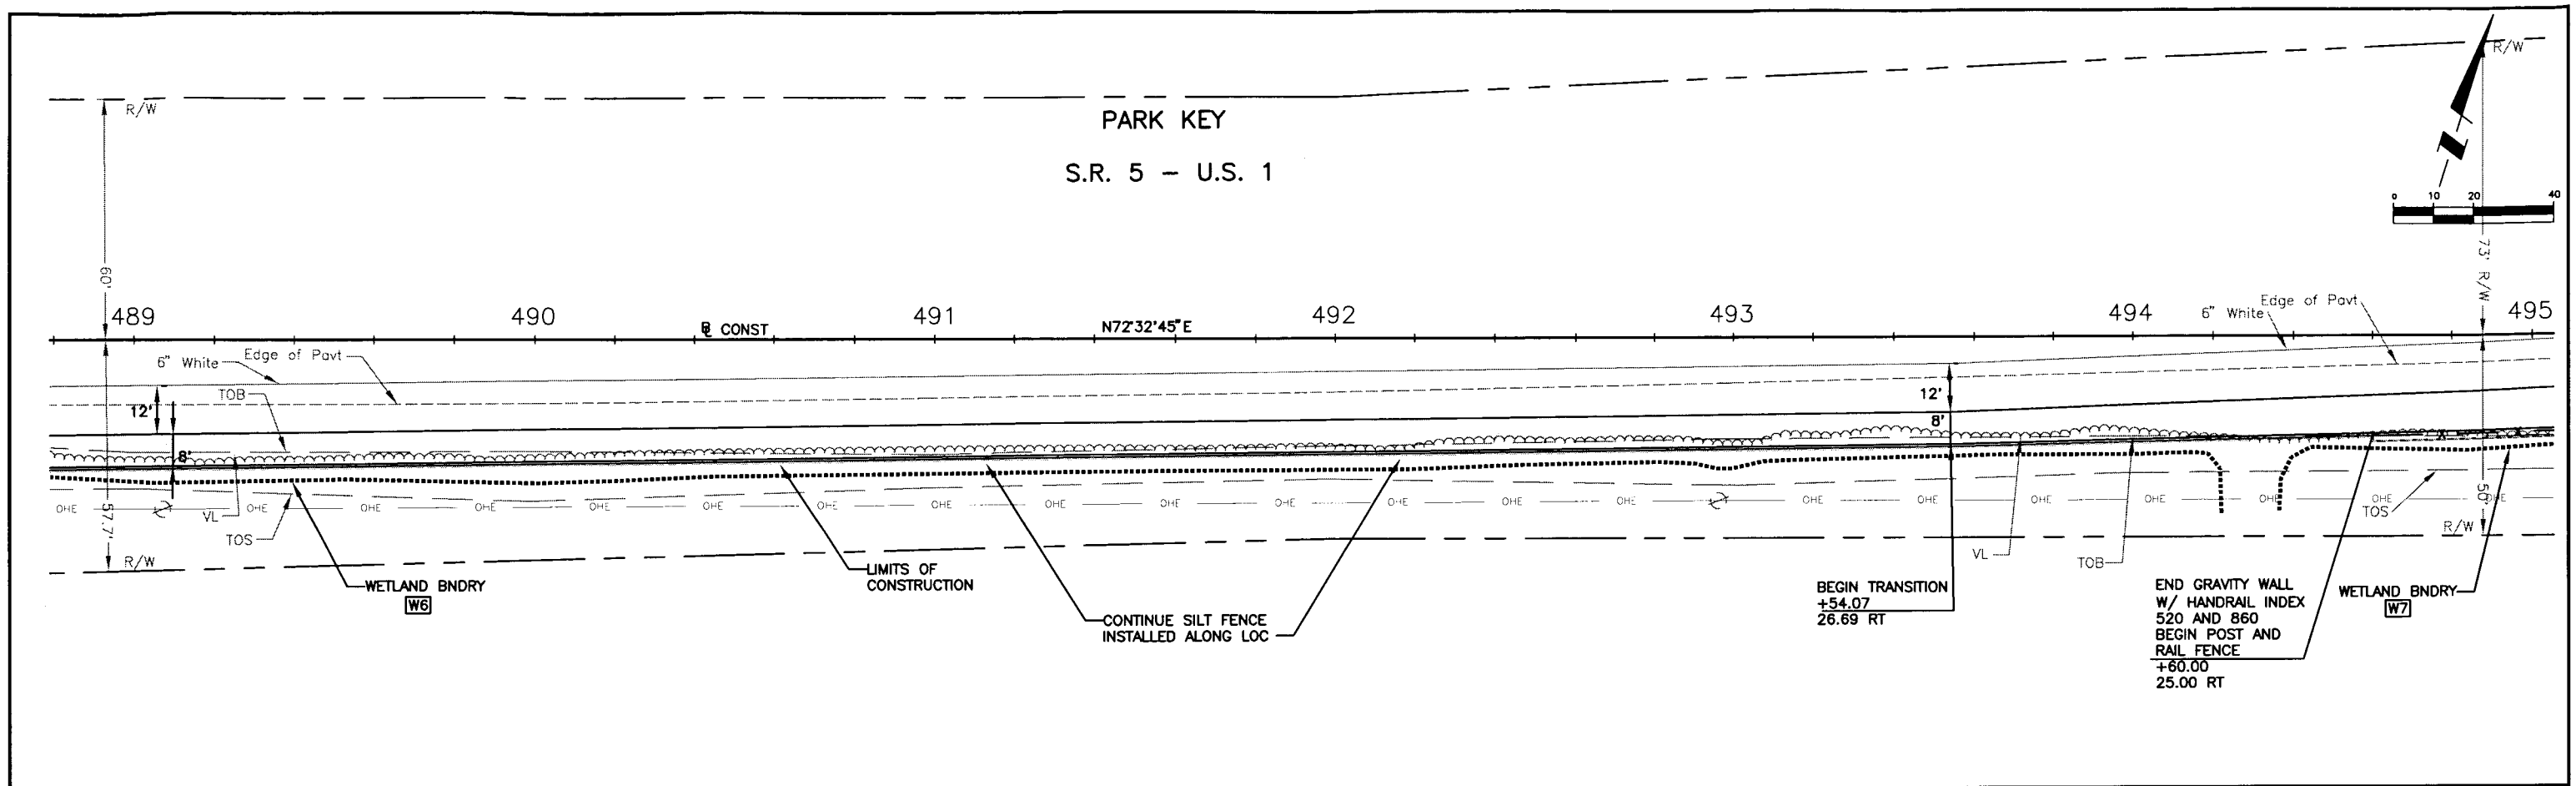 R/W
R/W
PARK KEY
S.R. 5 - U.S. 1
0 10 20 40
60'
73' R/W
489 490 491 492 493 494 495
℄ CONST
N72°32'45"E
6" White
Edge of Pavt
6" White
Edge of Pavt
TOB
12'
12'
8'
8'
OHE OHE OHE OHE OHE OHE OHE OHE OHE OHE OHE OHE OHE OHE OHE OHE OHE OHE OHE OHE OHE OHE
57.7'
50'
VL
TOS
TOS
R/W
R/W
VL
TOB
WETLAND BNDRY
W6
LIMITS OF
CONSTRUCTION
CONTINUE SILT FENCE
INSTALLED ALONG LOC
BEGIN TRANSITION
+54.07
26.69 RT
END GRAVITY WALL
W/ HANDRAIL INDEX
520 AND 860
BEGIN POST AND
RAIL FENCE
+60.00
25.00 RT
WETLAND BNDRY
W7